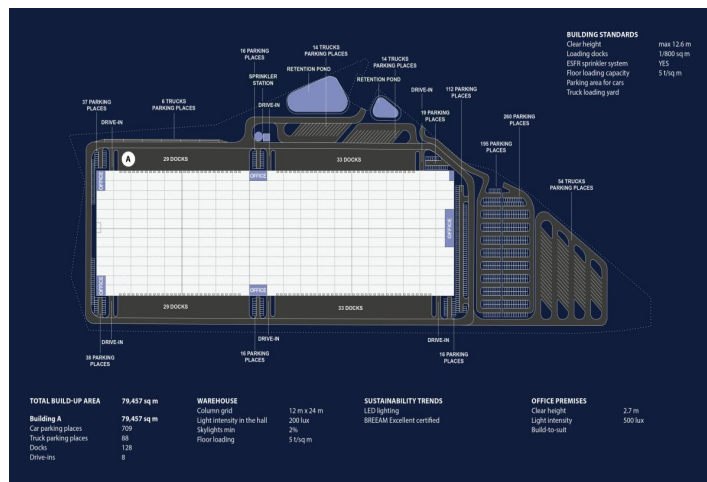 BUILDING STANDARDS
Clear height max 12.6 m
Loading docks 1/800 sq m
ESFR sprinkler system YES
Floor loading capacity 5 t/sq m
Parking area for cars
Truck loading yard
14 TRUCKS
PARKING PLACES
16 PARKING
PLACES
14 TRUCKS
PARKING PLACES
RETENTION POND
SPRINKLER
STATION
RETENTION POND
DRIVE-IN
112 PARKING
PLACES
37 PARKING
PLACES
6 TRUCKS
PARKING PLACES
DRIVE-IN
19 PARKING
PLACES
260 PARKING
PLACES
DRIVE-IN
195 PARKING
PLACES
A
29 DOCKS
33 DOCKS
54 TRUCKS
PARKING PLACES
OFFICE
OFFICE
OFFICE
OFFICE
OFFICE
29 DOCKS
33 DOCKS
DRIVE-IN
DRIVE-IN
DRIVE-IN
38 PARKING
PLACES
16 PARKING
PLACES
16 PARKING
PLACES
TOTAL BUILD-UP AREA 79,457 sq m
Building A 79,457 sq m
Car parking places 709
Truck parking places 88
Docks 128
Drive-ins 8
WAREHOUSE
Column grid 12 m x 24 m
Light intensity in the hall 200 lux
Skylights min 2%
Floor loading 5 t/sq m
SUSTAINABILITY TRENDS
LED lighting
BREEAM Excellent certified
OFFICE PREMISES
Clear height 2.7 m
Light intensity 500 lux
Build-to-suit